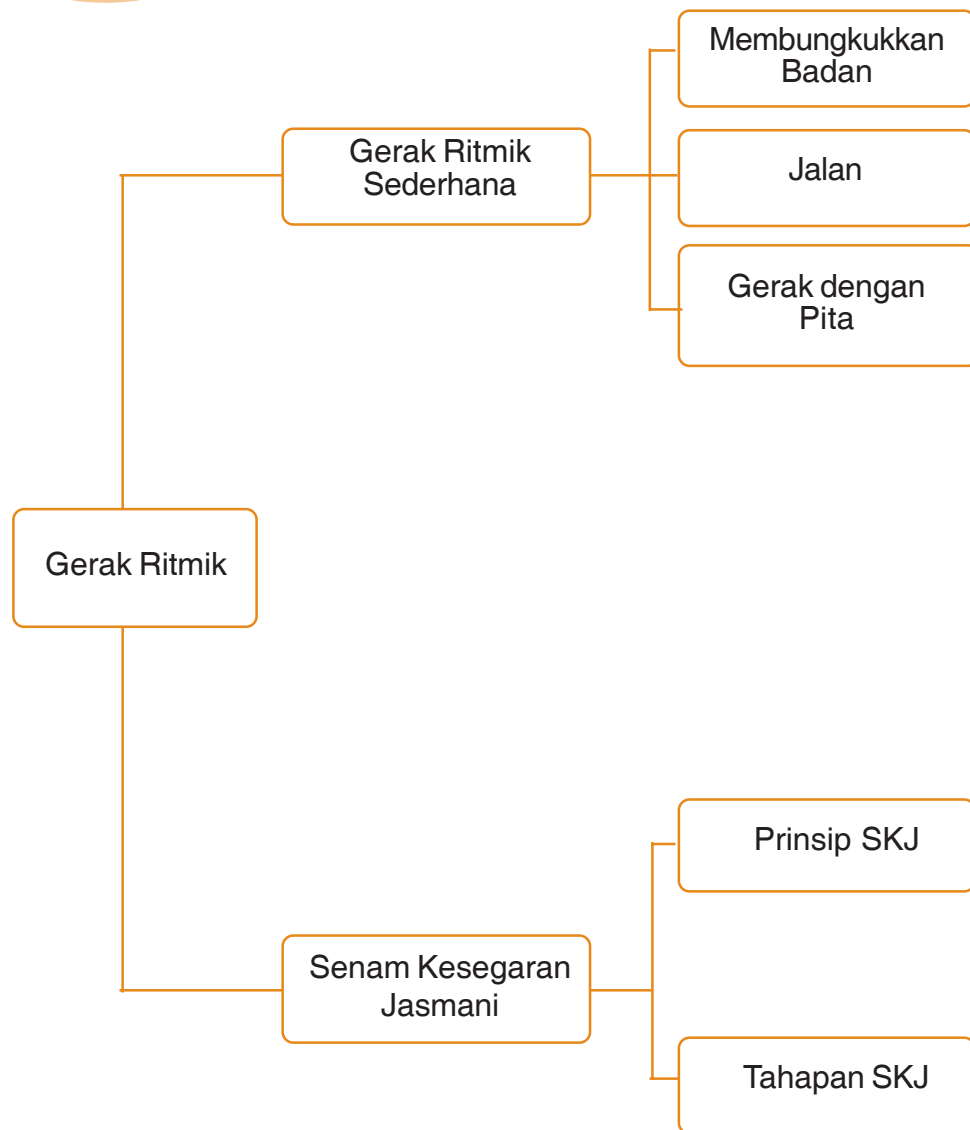 Membungkukkan
Badan
Gerak Ritmik
Sederhana
Jalan
Gerak dengan
Pita
Gerak Ritmik
Prinsip SKJ
Senam Kesegaran
Jasmani
Tahapan SKJ